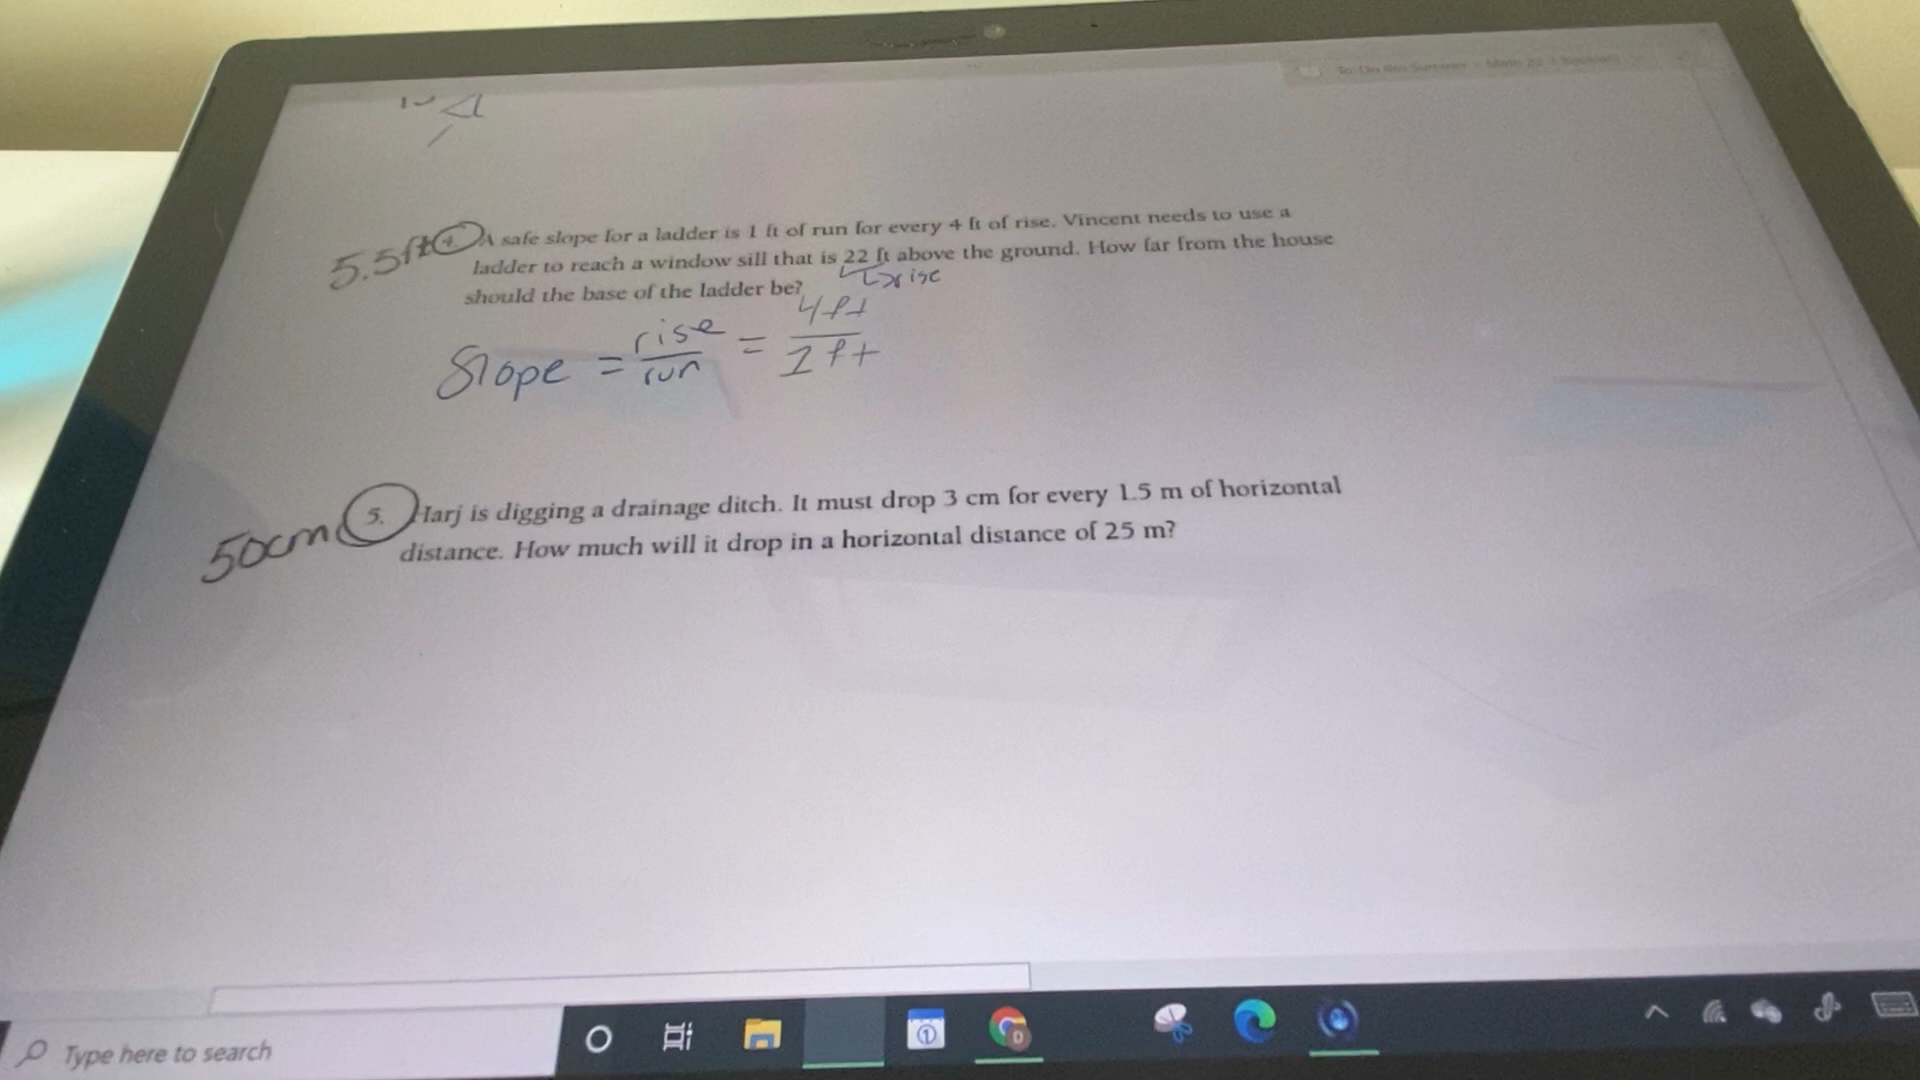 5.5ft 4. A safe slope for a ladder is 1 ft of run for every 4 ft of rise. Vincent needs to use a
ladder to reach a window sill that is 22 ft above the ground. How far from the house
should the base of the ladder be?
rise
Slope = rise/run = 4ft/1ft
50cm 5. Harj is digging a drainage ditch. It must drop 3 cm for every 1.5 m of horizontal
distance. How much will it drop in a horizontal distance of 25 m?
Type here to search